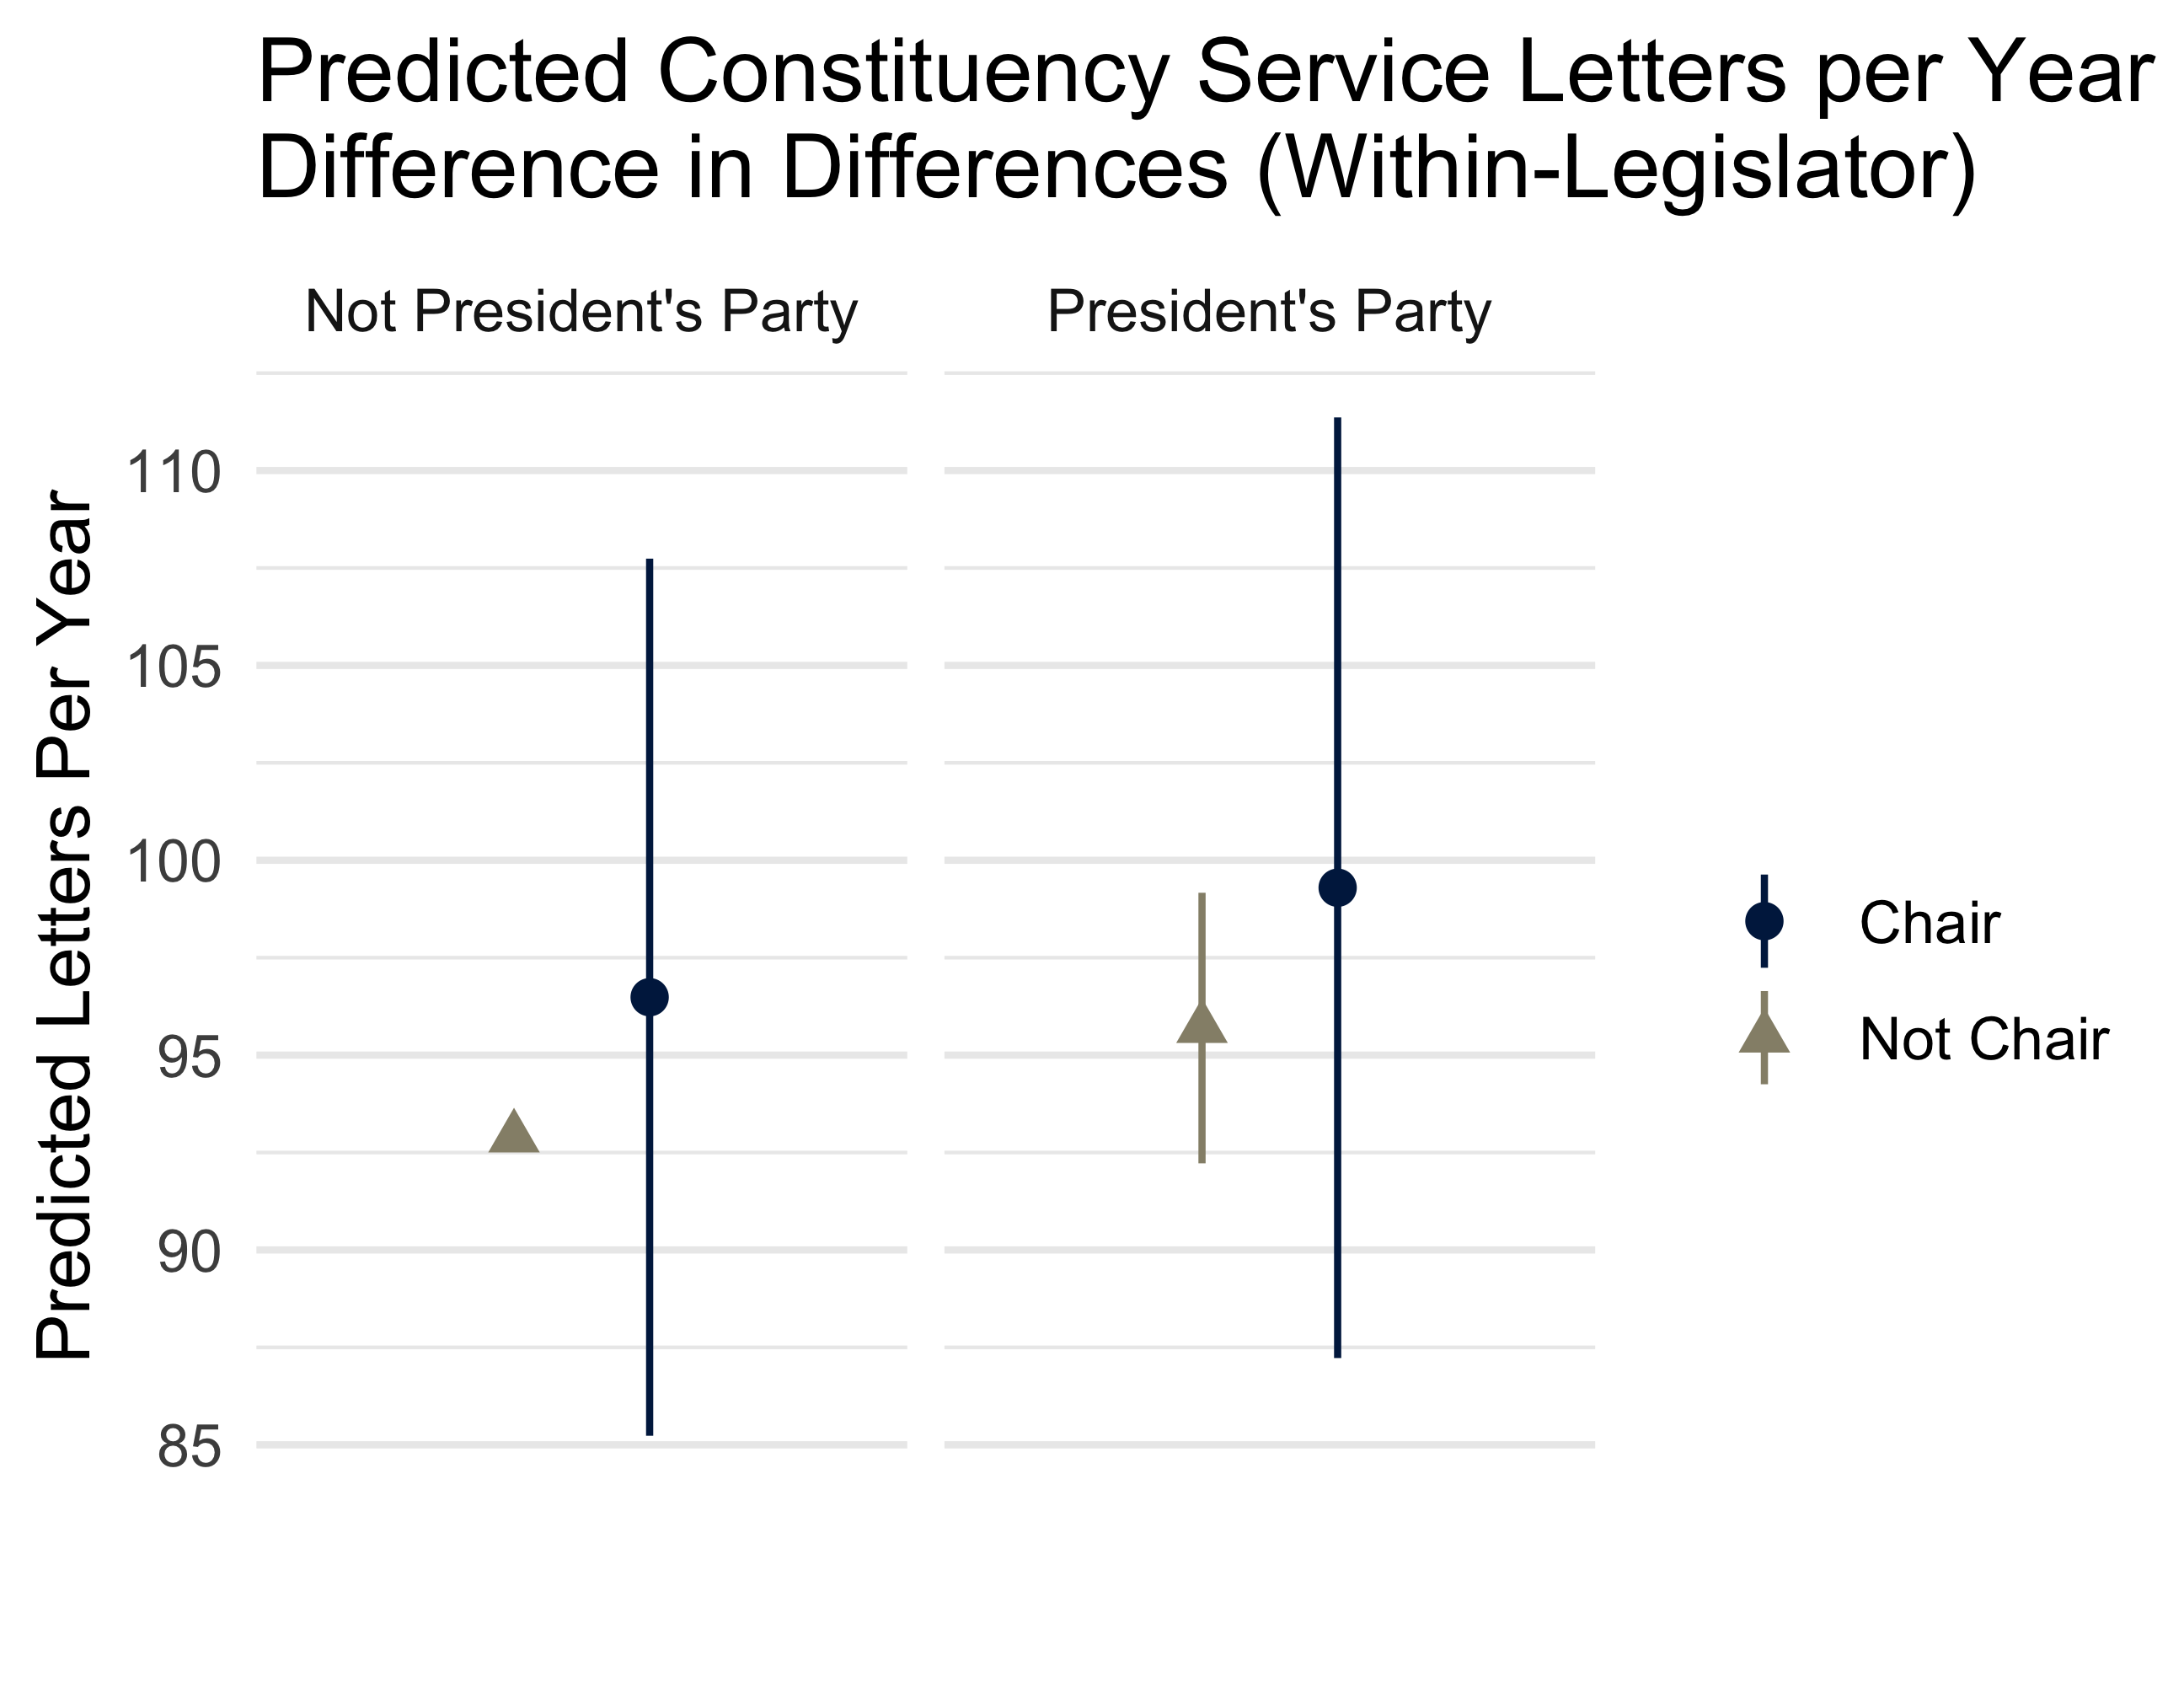 Predicted Constituency Service Letters per Year
Difference in Differences (Within-Legislator)
Not President's Party
President's Party
Predicted Letters Per Year
110
105
100
95
90
85
Chair
Not Chair